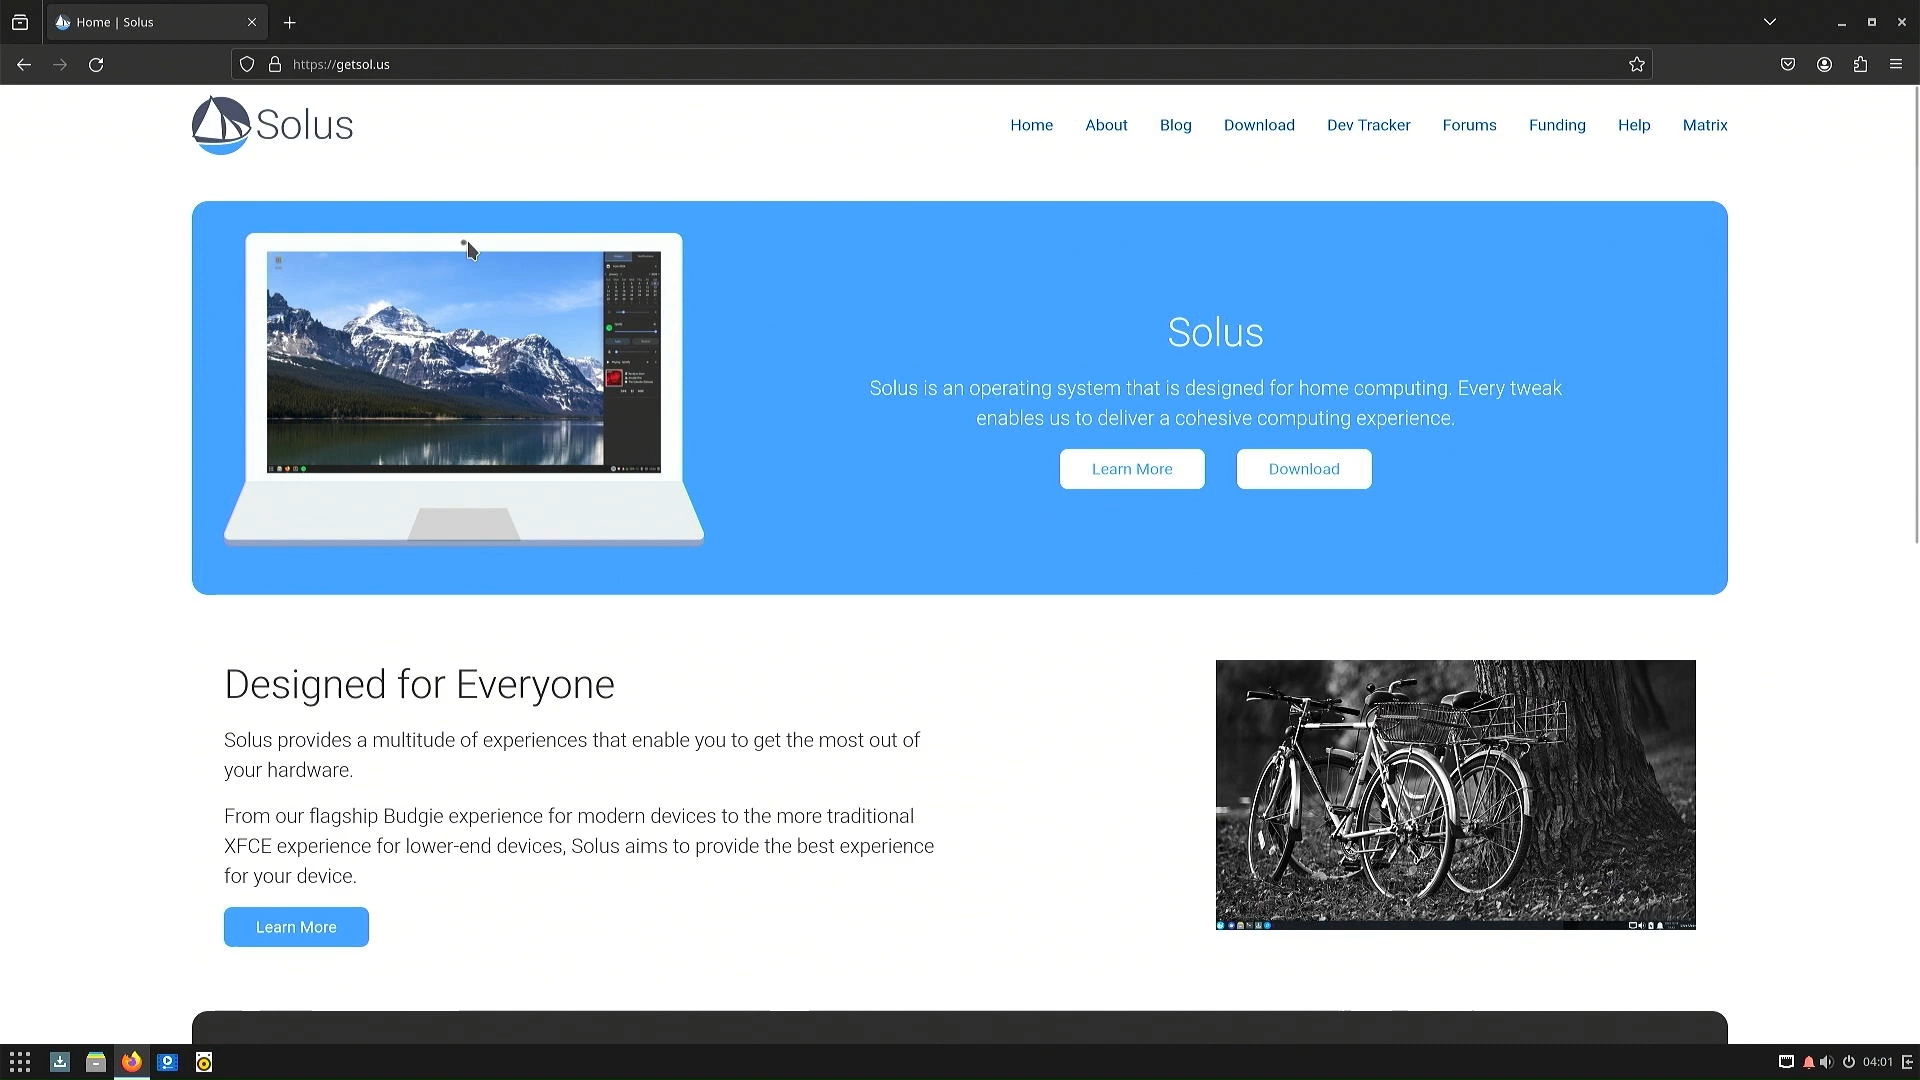 Home | Solus
https://getsol.us
Solus
Home About Blog Download Dev Tracker Forums Funding Help Matrix
Solus
Solus is an operating system that is designed for home computing. Every tweak
enables us to deliver a cohesive computing experience.
Learn More Download
Designed for Everyone
Solus provides a multitude of experiences that enable you to get the most out of
your hardware.
From our flagship Budgie experience for modern devices to the more traditional
XFCE experience for lower-end devices, Solus aims to provide the best experience
for your device.
Learn More
04:01